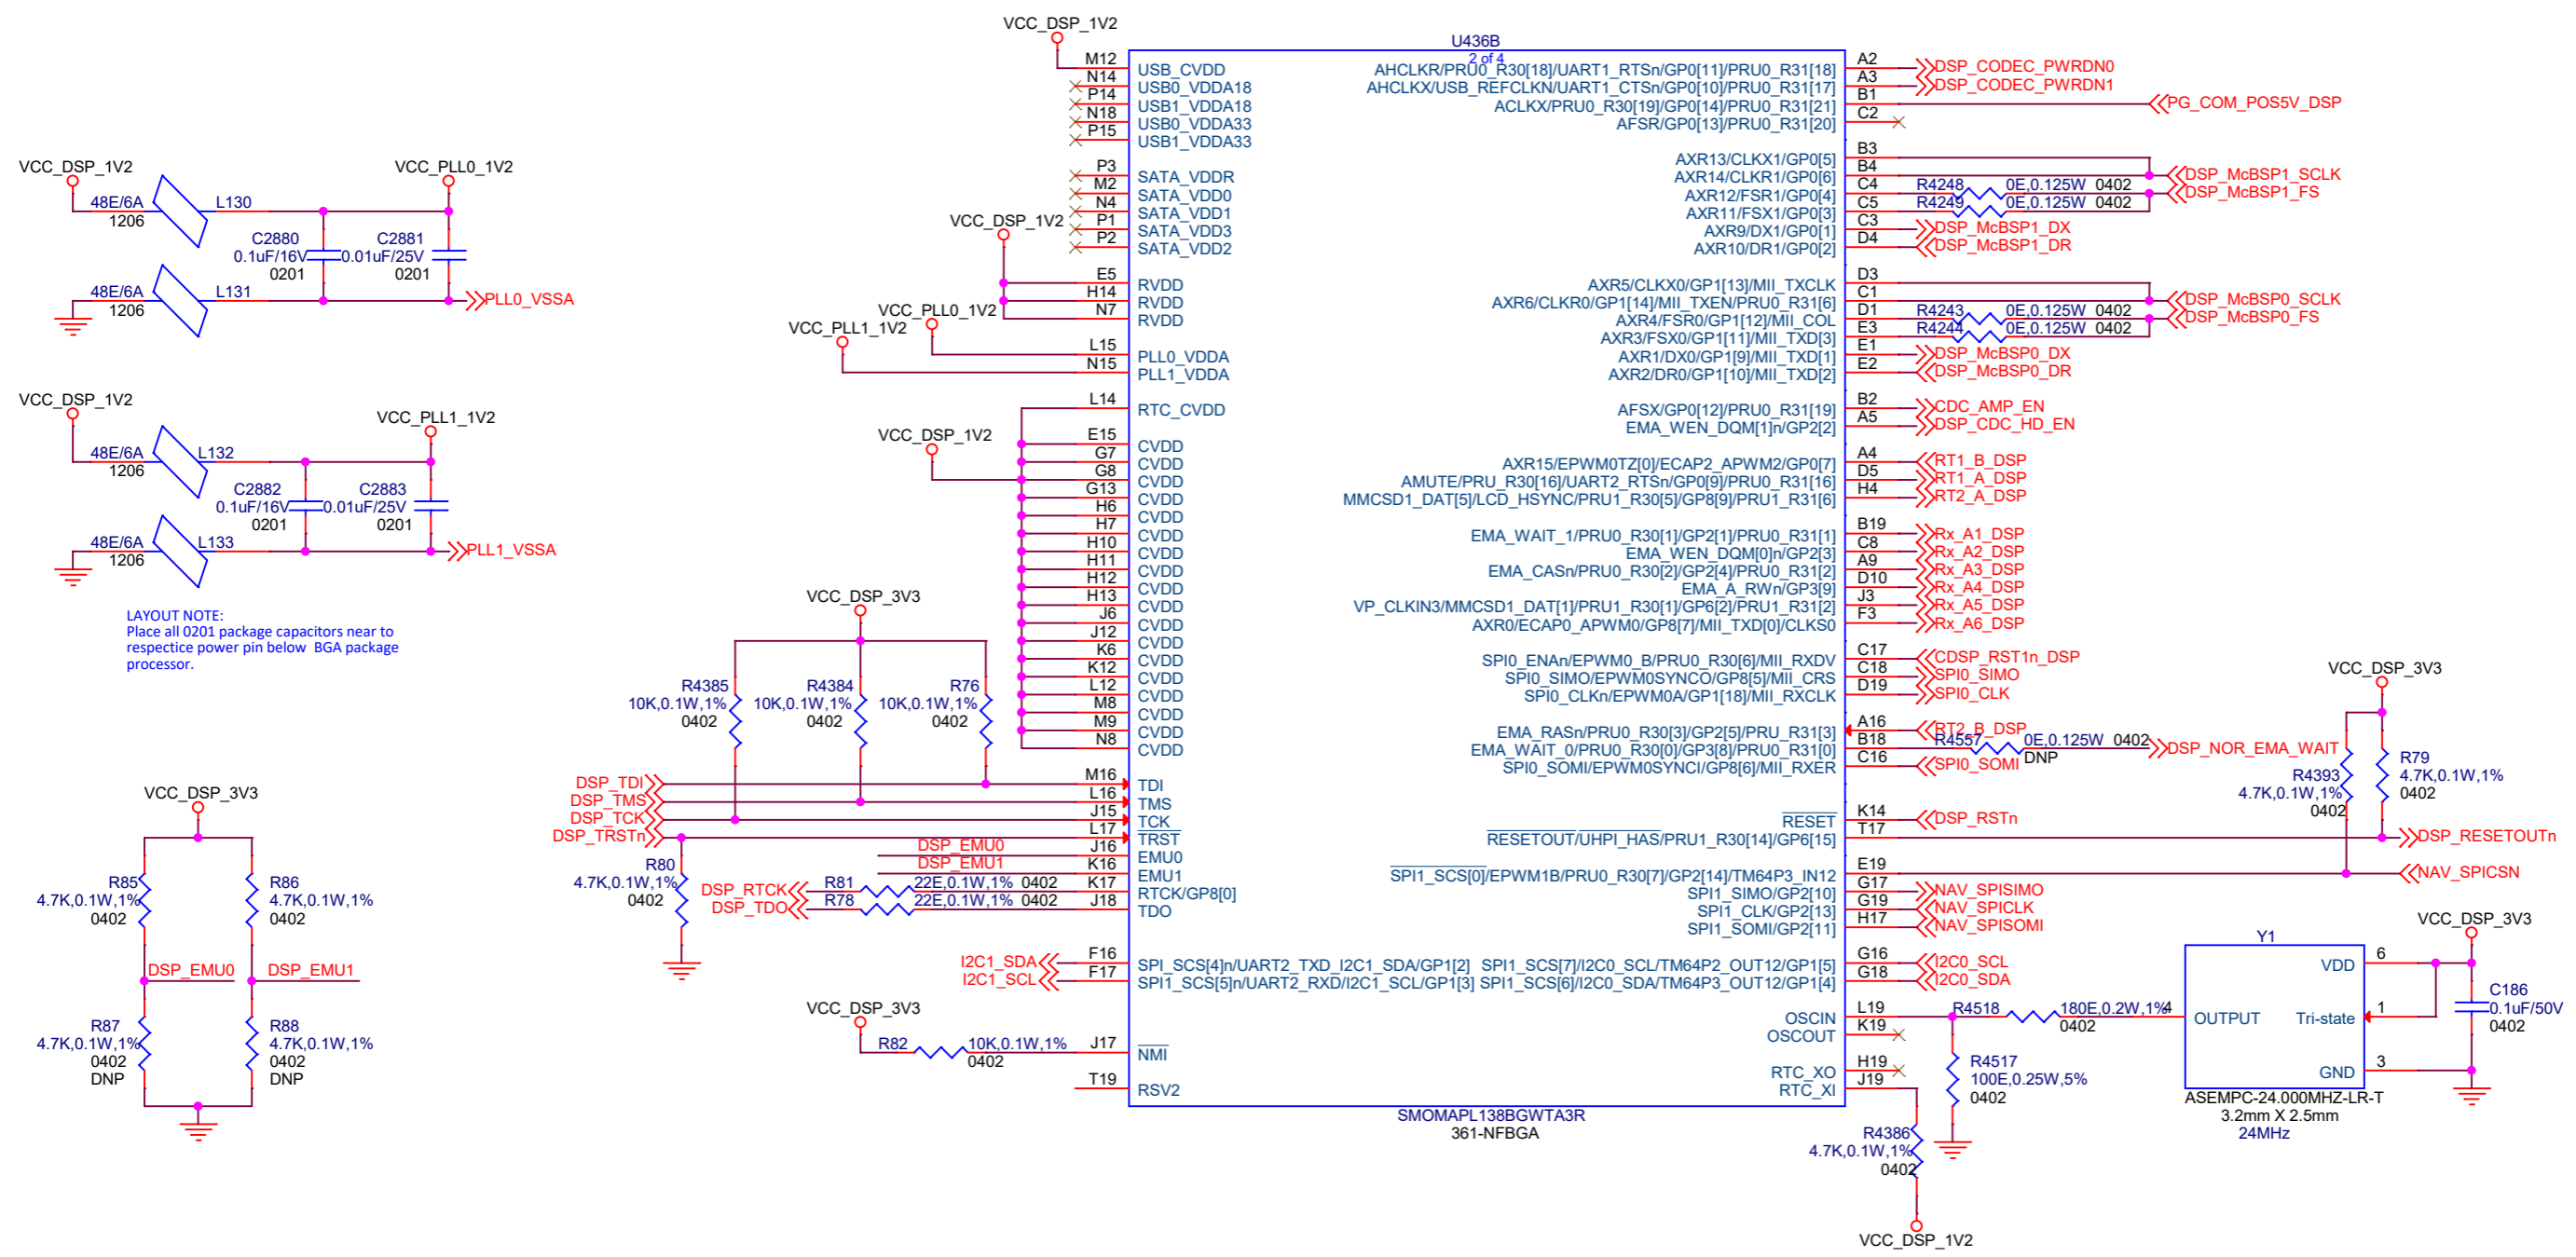 VCC_DSP_1V2
VCC_PLL0_1V2
48E/6A
1206
L130
C2880
0.1uF/16V
0201
C2881
0.01uF/25V
0201
48E/6A
1206
L131
PLL0_VSSA
VCC_DSP_1V2
VCC_PLL1_1V2
48E/6A
1206
L132
C2882
0.1uF/16V
0201
C2883
0.01uF/25V
0201
48E/6A
1206
L133
PLL1_VSSA
LAYOUT NOTE:
Place all 0201 package capacitors near to
respectice power pin below BGA package
processor.
VCC_DSP_3V3
R85
4.7K,0.1W,1%
0402
R86
4.7K,0.1W,1%
0402
DSP_EMU0
DSP_EMU1
R87
4.7K,0.1W,1%
0402
DNP
R88
4.7K,0.1W,1%
0402
DNP
VCC_DSP_3V3
R4385
10K,0.1W,1%
0402
R4384
10K,0.1W,1%
0402
R76
10K,0.1W,1%
0402
DSP_TDI
DSP_TMS
DSP_TCK
DSP_TRSTn
R80
4.7K,0.1W,1%
0402
DSP_EMU0
DSP_EMU1
DSP_RTCK
R81
22E,0.1W,1% 0402
DSP_TDO
R78
22E,0.1W,1% 0402
I2C1_SDA
I2C1_SCL
VCC_DSP_3V3
R82
10K,0.1W,1%
0402
VCC_DSP_1V2
VCC_DSP_1V2
VCC_PLL0_1V2
VCC_PLL1_1V2
VCC_DSP_1V2
U436B
2 of 4
M12 USB_CVDD
N14 USB0_VDDA18
P14 USB1_VDDA18
N18 USB0_VDDA33
P15 USB1_VDDA33
P3 SATA_VDDR
M2 SATA_VDD0
N4 SATA_VDD1
P1 SATA_VDD3
P2 SATA_VDD2
E5 RVDD
H14 RVDD
N7 RVDD
L15 PLL0_VDDA
N15 PLL1_VDDA
L14 RTC_CVDD
E15 CVDD
G7 CVDD
G8 CVDD
G13 CVDD
H6 CVDD
H7 CVDD
H10 CVDD
H11 CVDD
H12 CVDD
H13 CVDD
J6 CVDD
J12 CVDD
K6 CVDD
K12 CVDD
L12 CVDD
M8 CVDD
M9 CVDD
N8 CVDD
M16 TDI
L16 TMS
J15 TCK
L17 TRST
J16 EMU0
K16 EMU1
K17 RTCK/GP8[0]
J18 TDO
F16 SPI_SCS[4]n/UART2_TXD_I2C1_SDA/GP1[2]
F17 SPI1_SCS[5]n/UART2_RXD/I2C1_SCL/GP1[3]
J17 NMI
T19 RSV2
AHCLKR/PRU0_R30[18]/UART1_RTSn/GP0[11]/PRU0_R31[18] A2 DSP_CODEC_PWRDN0
AHCLKX/USB_REFCLKN/UART1_CTSn/GP0[10]/PRU0_R31[17] A3 DSP_CODEC_PWRDN1
ACLKX/PRU0_R30[19]/GP0[14]/PRU0_R31[21] B1 PG_COM_POS5V_DSP
AFSR/GP0[13]/PRU0_R31[20] C2
AXR13/CLKX1/GP0[5] B3
AXR14/CLKR1/GP0[6] B4 DSP_McBSP1_SCLK
AXR12/FSR1/GP0[4] C4 R4248 0E,0.125W 0402 DSP_McBSP1_FS
AXR11/FSX1/GP0[3] C5 R4249 0E,0.125W 0402
AXR9/DX1/GP0[1] C3 DSP_McBSP1_DX
AXR10/DR1/GP0[2] D4 DSP_McBSP1_DR
AXR5/CLKX0/GP1[13]/MII_TXCLK D3
AXR6/CLKR0/GP1[14]/MII_TXEN/PRU0_R31[6] C1 DSP_McBSP0_SCLK
AXR4/FSR0/GP1[12]/MII_COL D1 R4243 0E,0.125W 0402 DSP_McBSP0_FS
AXR3/FSX0/GP1[11]/MII_TXD[3] E3 R4244 0E,0.125W 0402
AXR1/DX0/GP1[9]/MII_TXD[1] E1 DSP_McBSP0_DX
AXR2/DR0/GP1[10]/MII_TXD[2] E2 DSP_McBSP0_DR
AFSX/GP0[12]/PRU0_R31[19] B2 CDC_AMP_EN
EMA_WEN_DQM[1]n/GP2[2] A5 DSP_CDC_HD_EN
AXR15/EPWM0TZ[0]/ECAP2_APWM2/GP0[7] A4 RT1_B_DSP
AMUTE/PRU_R30[16]/UART2_RTSn/GP0[9]/PRU0_R31[16] D5 RT1_A_DSP
MMCSD1_DAT[5]/LCD_HSYNC/PRU1_R30[5]/GP8[9]/PRU1_R31[6] H4 RT2_A_DSP
EMA_WAIT_1/PRU0_R30[1]/GP2[1]/PRU0_R31[1] B19 Rx_A1_DSP
EMA_WEN_DQM[0]n/GP2[3] C8 Rx_A2_DSP
EMA_CASn/PRU0_R30[2]/GP2[4]/PRU0_R31[2] A9 Rx_A3_DSP
EMA_A_RWn/GP3[9] D10 Rx_A4_DSP
VP_CLKIN3/MMCSD1_DAT[1]/PRU1_R30[1]/GP6[2]/PRU1_R31[2] J3 Rx_A5_DSP
AXR0/ECAP0_APWM0/GP8[7]/MII_TXD[0]/CLKS0 F3 Rx_A6_DSP
SPI0_ENAn/EPWM0_B/PRU0_R30[6]/MII_RXDV C17 CDSP_RST1n_DSP
SPI0_SIMO/EPWM0SYNCO/GP8[5]/MII_CRS C18 SPI0_SIMO
SPI0_CLKn/EPWM0A/GP1[18]/MII_RXCLK D19 SPI0_CLK
EMA_RASn/PRU0_R30[3]/GP2[5]/PRU_R31[3] A16 RT2_B_DSP
EMA_WAIT_0/PRU0_R30[0]/GP3[8]/PRU0_R31[0] B18 R4557 0E,0.125W 0402 DSP_NOR_EMA_WAIT
DNP
SPI0_SOMI/EPWM0SYNCI/GP8[6]/MII_RXER C16 SPI0_SOMI
RESET K14 DSP_RSTn
RESETOUT/UHPI_HAS/PRU1_R30[14]/GP6[15] T17 DSP_RESETOUTn
SPI1_SCS[0]/EPWM1B/PRU0_R30[7]/GP2[14]/TM64P3_IN12 E19 NAV_SPICSN
SPI1_SIMO/GP2[10] G17 NAV_SPISIMO
SPI1_CLK/GP2[13] G19 NAV_SPICLK
SPI1_SOMI/GP2[11] H17 NAV_SPISOMI
SPI1_SCS[7]/I2C0_SCL/TM64P2_OUT12/GP1[5] G16 I2C0_SCL
SPI1_SCS[6]/I2C0_SDA/TM64P3_OUT12/GP1[4] G18 I2C0_SDA
OSCIN L19
OSCOUT K19
RTC_XO H19
RTC_XI J19
SMOMAPL138BGWTA3R
361-NFBGA
VCC_DSP_3V3
R4393
4.7K,0.1W,1%
0402
R79
4.7K,0.1W,1%
0402
R4518
180E,0.2W,1%
0402
R4517
100E,0.25W,5%
0402
R4386
4.7K,0.1W,1%
0402
VCC_DSP_1V2
VCC_DSP_3V3
Y1
VDD 6
4 OUTPUT
Tri-state 1
GND 3
C186
0.1uF/50V
0402
ASEMPC-24.000MHZ-LR-T
3.2mm X 2.5mm
24MHz